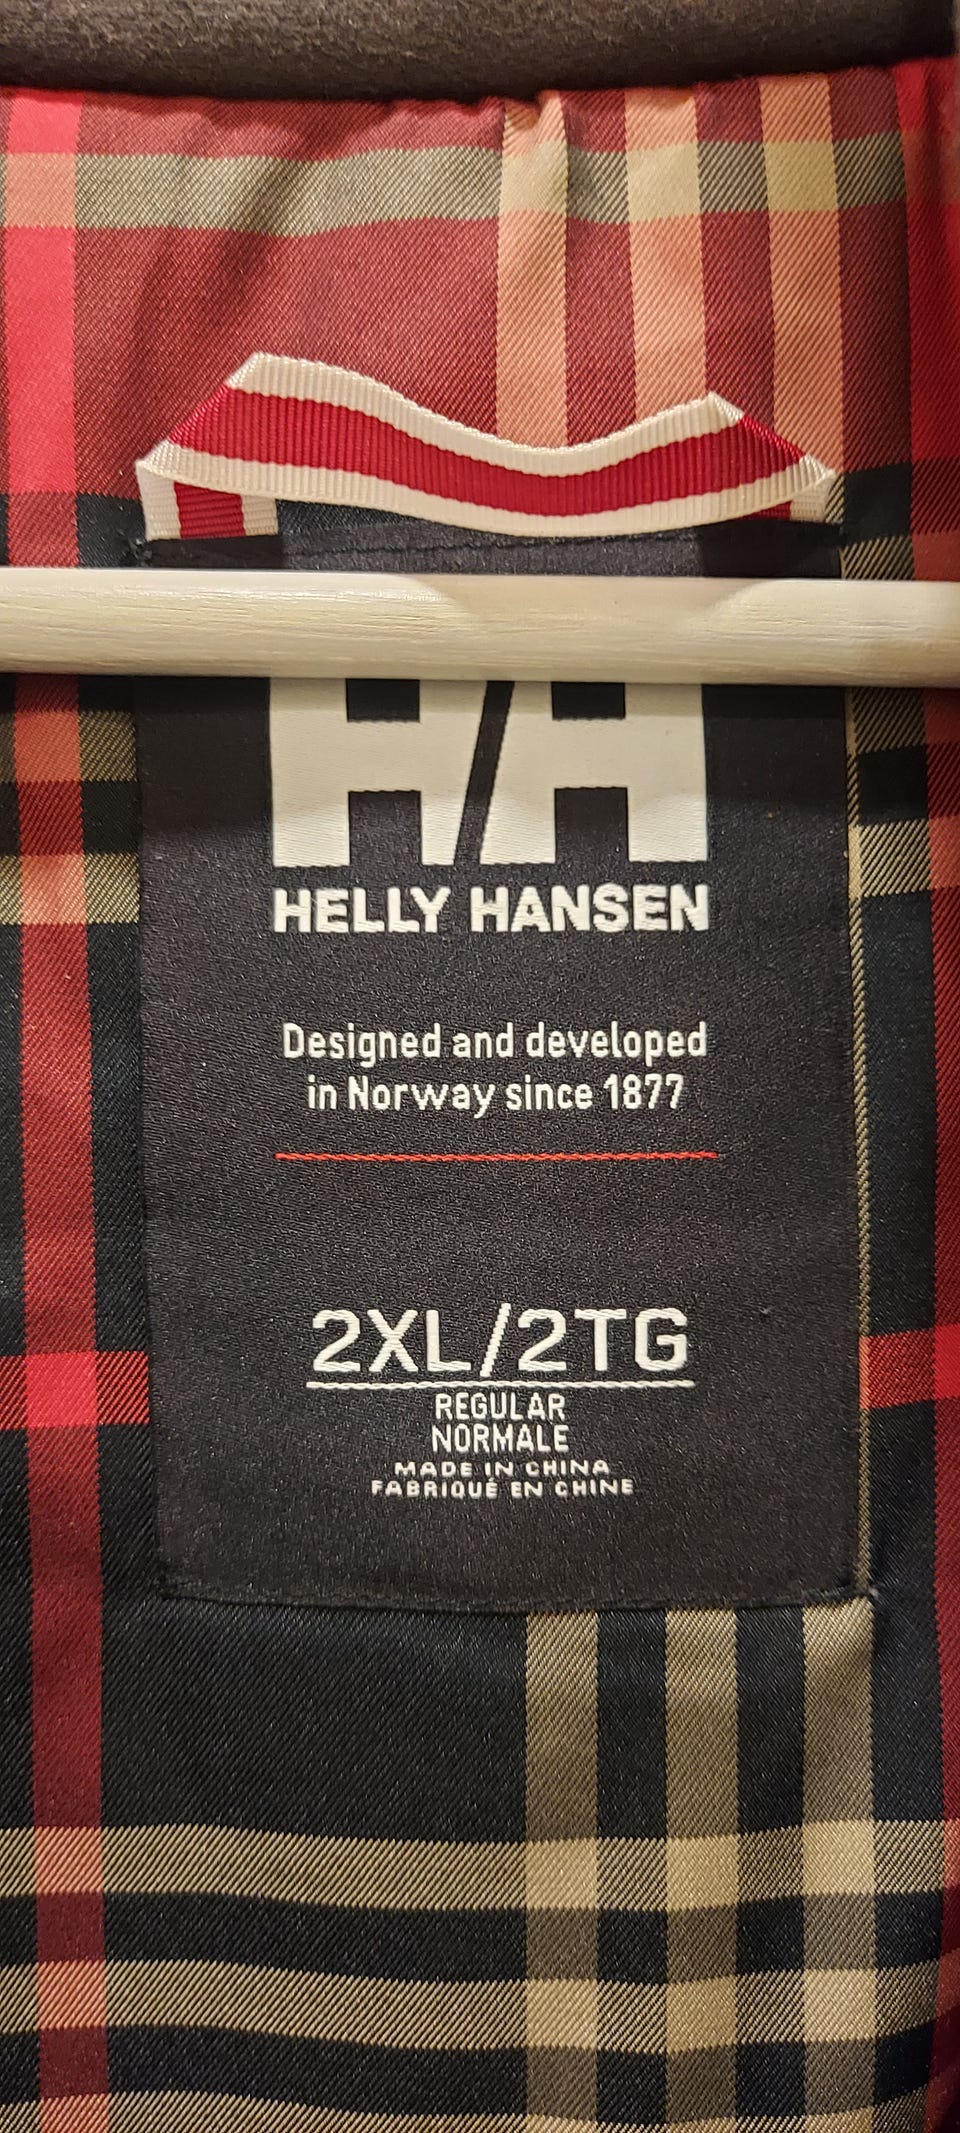 HH
HELLY HANSEN
Designed and developed
in Norway since 1877
2XL/2TG
REGULAR
NORMALE
MADE IN CHINA
FABRIQUÉ EN CHINE